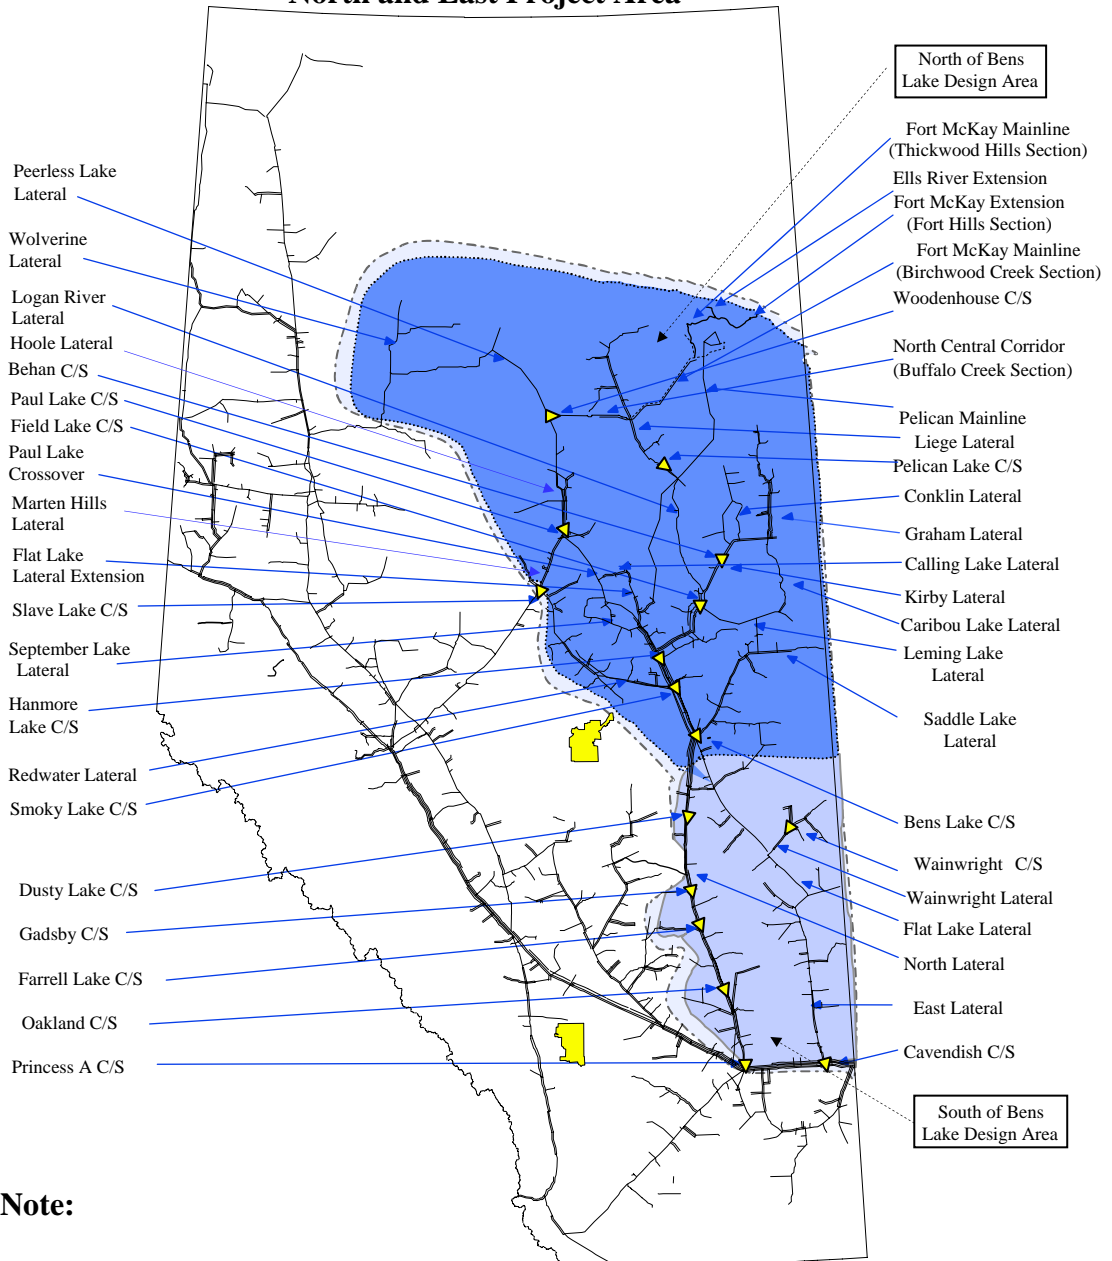 North and East Project Area
North of Bens
Lake Design Area
Fort McKay Mainline
(Thickwood Hills Section)
Ells River Extension
Fort McKay Extension
(Fort Hills Section)
Fort McKay Mainline
(Birchwood Creek Section)
Woodenhouse C/S
North Central Corridor
(Buffalo Creek Section)
Pelican Mainline
Liege Lateral
Pelican Lake C/S
Conklin Lateral
Graham Lateral
Calling Lake Lateral
Kirby Lateral
Caribou Lake Lateral
Leming Lake
Lateral
Saddle Lake
Lateral
Bens Lake C/S
Wainwright C/S
Wainwright Lateral
Flat Lake Lateral
North Lateral
East Lateral
Cavendish C/S
South of Bens
Lake Design Area
Peerless Lake
Lateral
Wolverine
Lateral
Logan River
Lateral
Hoole Lateral
Behan C/S
Paul Lake C/S
Field Lake C/S
Paul Lake
Crossover
Marten Hills
Lateral
Flat Lake
Lateral Extension
Slave Lake C/S
September Lake
Lateral
Hanmore
Lake C/S
Redwater Lateral
Smoky Lake C/S
Dusty Lake C/S
Gadsby C/S
Farrell Lake C/S
Oakland C/S
Princess A C/S
Note: